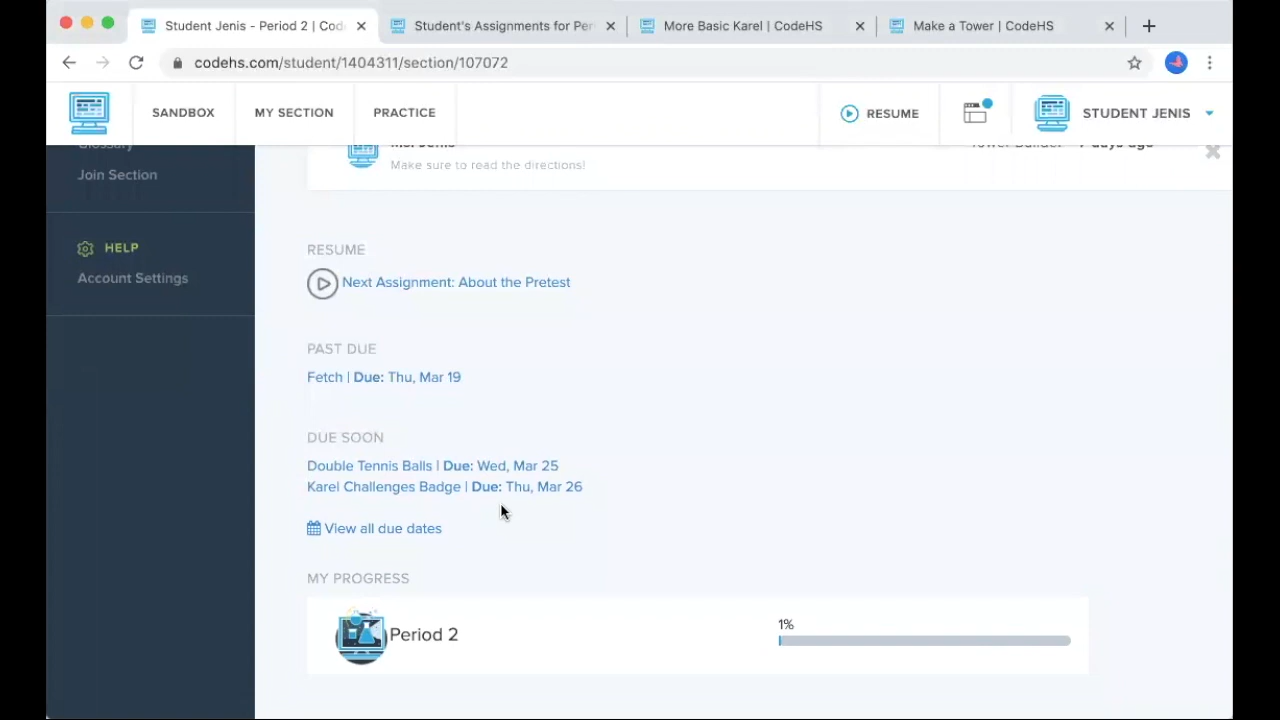 Student Jenis - Period 2 | Cod
Student's Assignments for Per
More Basic Karel | CodeHS
Make a Tower | CodeHS
codehs.com/student/1404311/section/107072
SANDBOX
MY SECTION
PRACTICE
RESUME
STUDENT JENIS
Glossary
Join Section
HELP
Account Settings
Ms. Jenis
Make sure to read the directions!
Tower Builder
7 days ago
RESUME
Next Assignment: About the Pretest
PAST DUE
Fetch | Due: Thu, Mar 19
DUE SOON
Double Tennis Balls | Due: Wed, Mar 25
Karel Challenges Badge | Due: Thu, Mar 26
View all due dates
MY PROGRESS
Period 2
1%